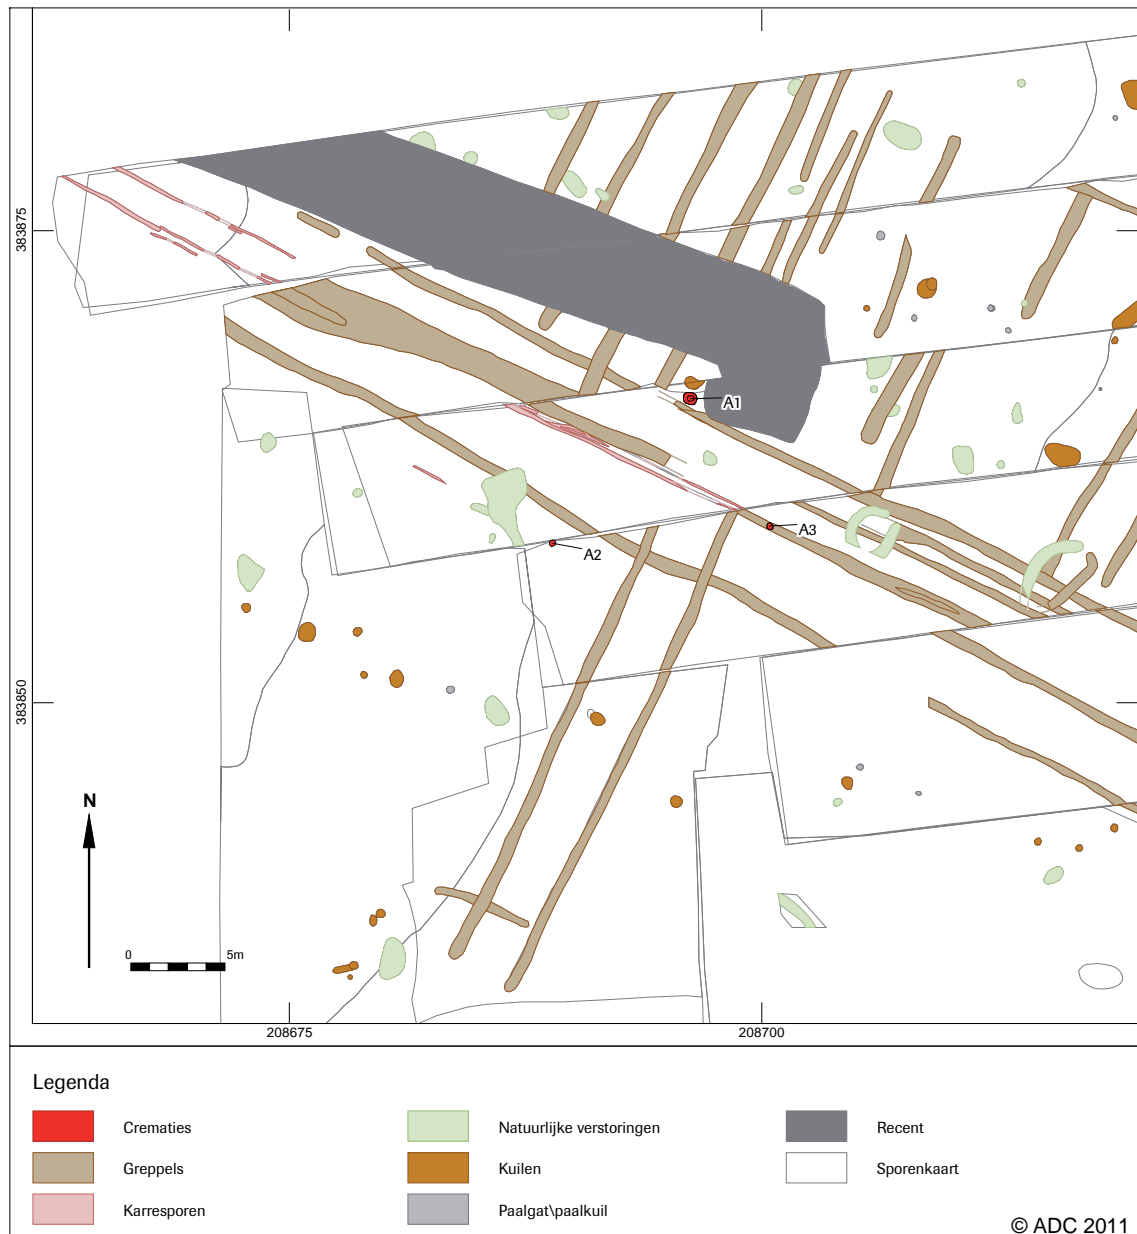 383875
A1
A3
A2
383850
N
0 5m
208675 208700
Legenda
Crematies Natuurlijke verstoringen Recent
Greppels Kuilen Sporenkaart
Karresporen Paalgat\paalkuil
© ADC 2011